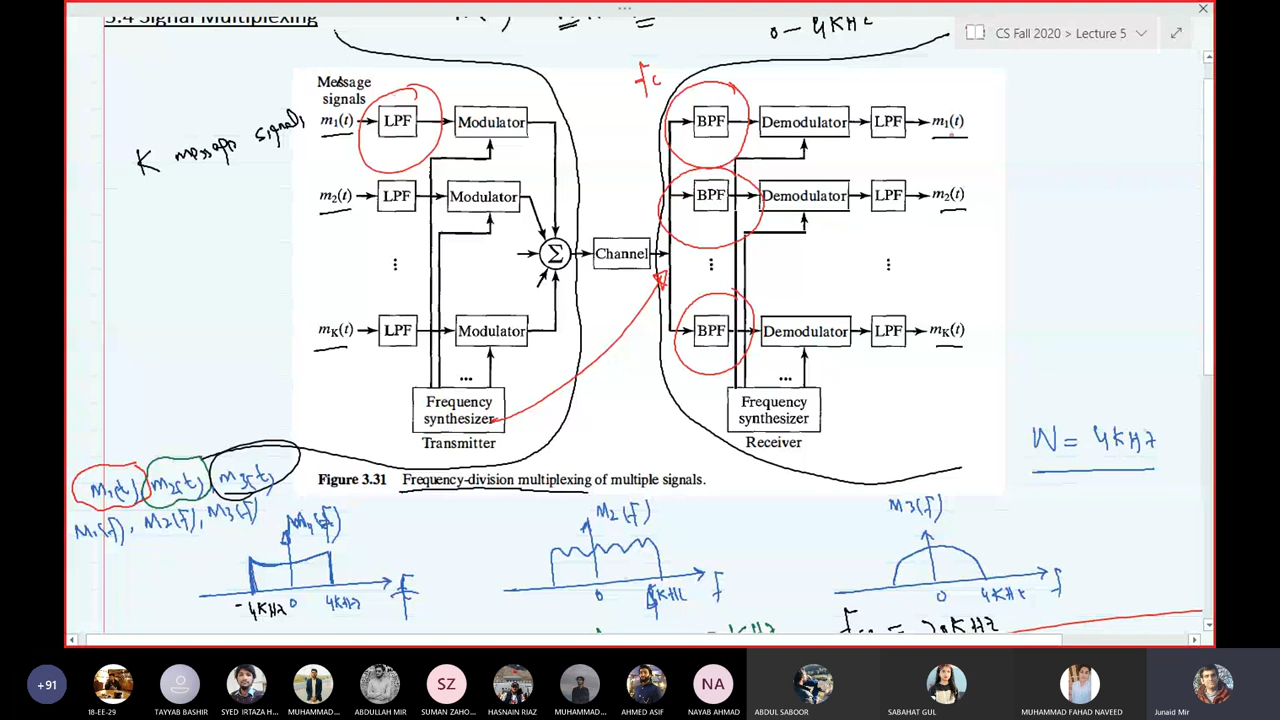 3.4 Signal Multiplexing
0 - 4KHz
CS Fall 2020 > Lecture 5
fc
Message
signals
K message signals
m1(t) LPF Modulator BPF Demodulator LPF m1(t)
m2(t) LPF Modulator BPF Demodulator LPF m2(t)
Σ Channel
mK(t) LPF Modulator BPF Demodulator LPF mK(t)
Frequency
synthesizer
Transmitter
Frequency
synthesizer
Receiver
W = 4KHz
Figure 3.31 Frequency-division multiplexing of multiple signals.
m1(t), m2(t), m3(t)
M1(f), M2(f), M3(f)
M1(f) M2(f) M3(f)
-4KHz 0 4KHz f
0 4KHz f
0 4KHz f
= 20KHz
KHz
+91
18-EE-29
TAYYAB BASHIR
SYED IRTAZA H...
MUHAMMAD...
ABDULLAH MIR
SZ
SUMAN ZAHO...
HASNAIN RIAZ
MUHAMMAD...
AHMED ASIF
NA
NAYAB AHMAD
ABDUL SABOOR
SABAHAT GUL
MUHAMMAD FAHAD NAVEED
Junaid Mir